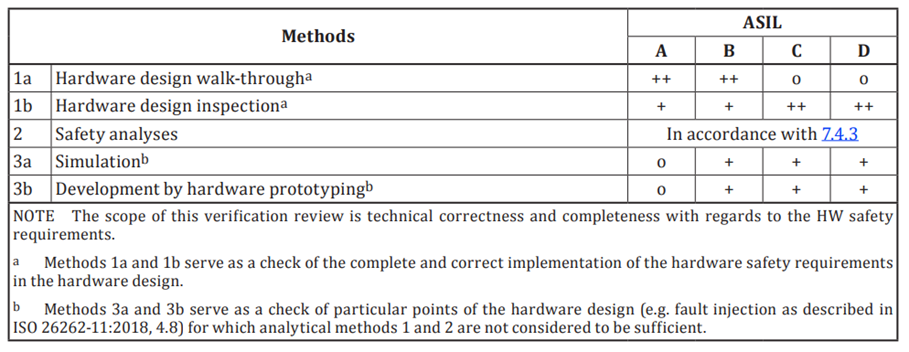 Methods ASIL
A B C D
1a Hardware design walk-throughᵃ ++ ++ o o
1b Hardware design inspectionᵃ + + ++ ++
2 Safety analyses In accordance with 7.4.3
3a Simulationᵇ o + + +
3b Development by hardware prototypingᵇ o + + +
NOTE The scope of this verification review is technical correctness and completeness with regards to the HW safety
requirements.
ᵃ Methods 1a and 1b serve as a check of the complete and correct implementation of the hardware safety requirements
in the hardware design.
ᵇ Methods 3a and 3b serve as a check of particular points of the hardware design (e.g. fault injection as described in
ISO 26262-11:2018, 4.8) for which analytical methods 1 and 2 are not considered to be sufficient.